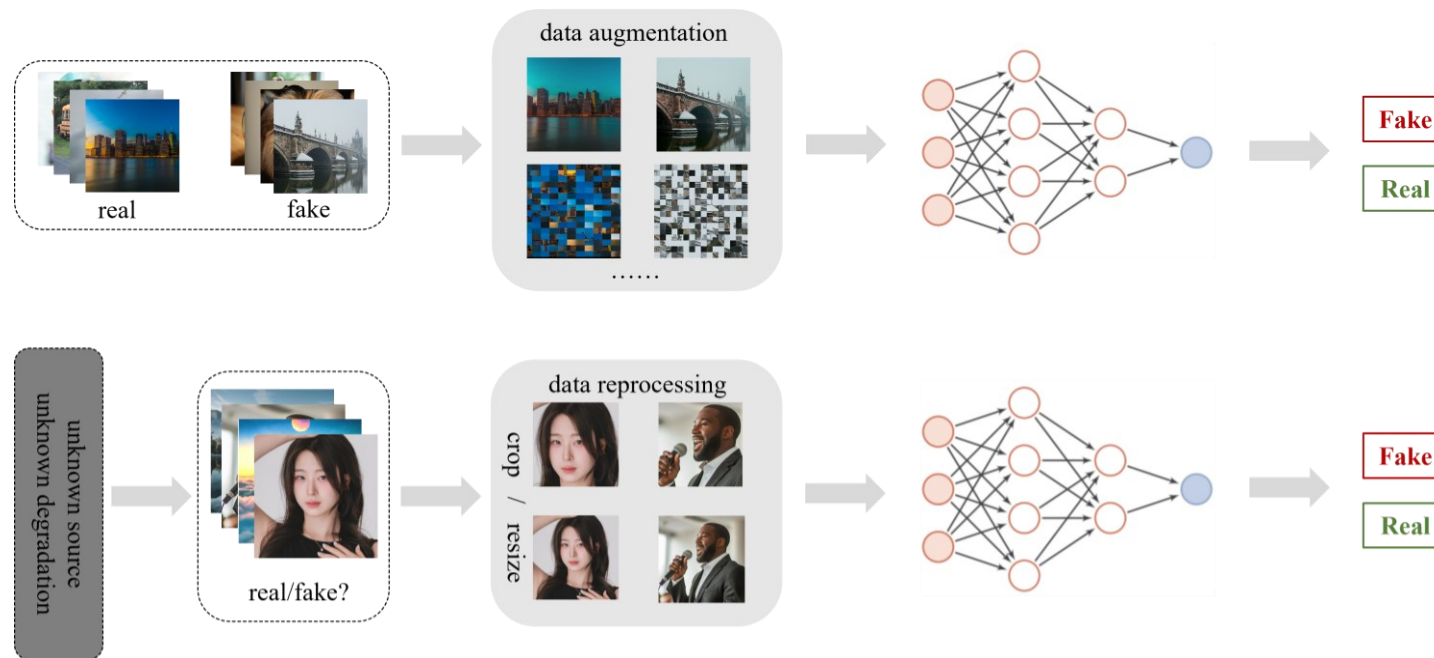 data augmentation
real
fake
……
Fake
Real
unknown source
unknown degradation
real/fake?
data reprocessing
crop / resize
Fake
Real